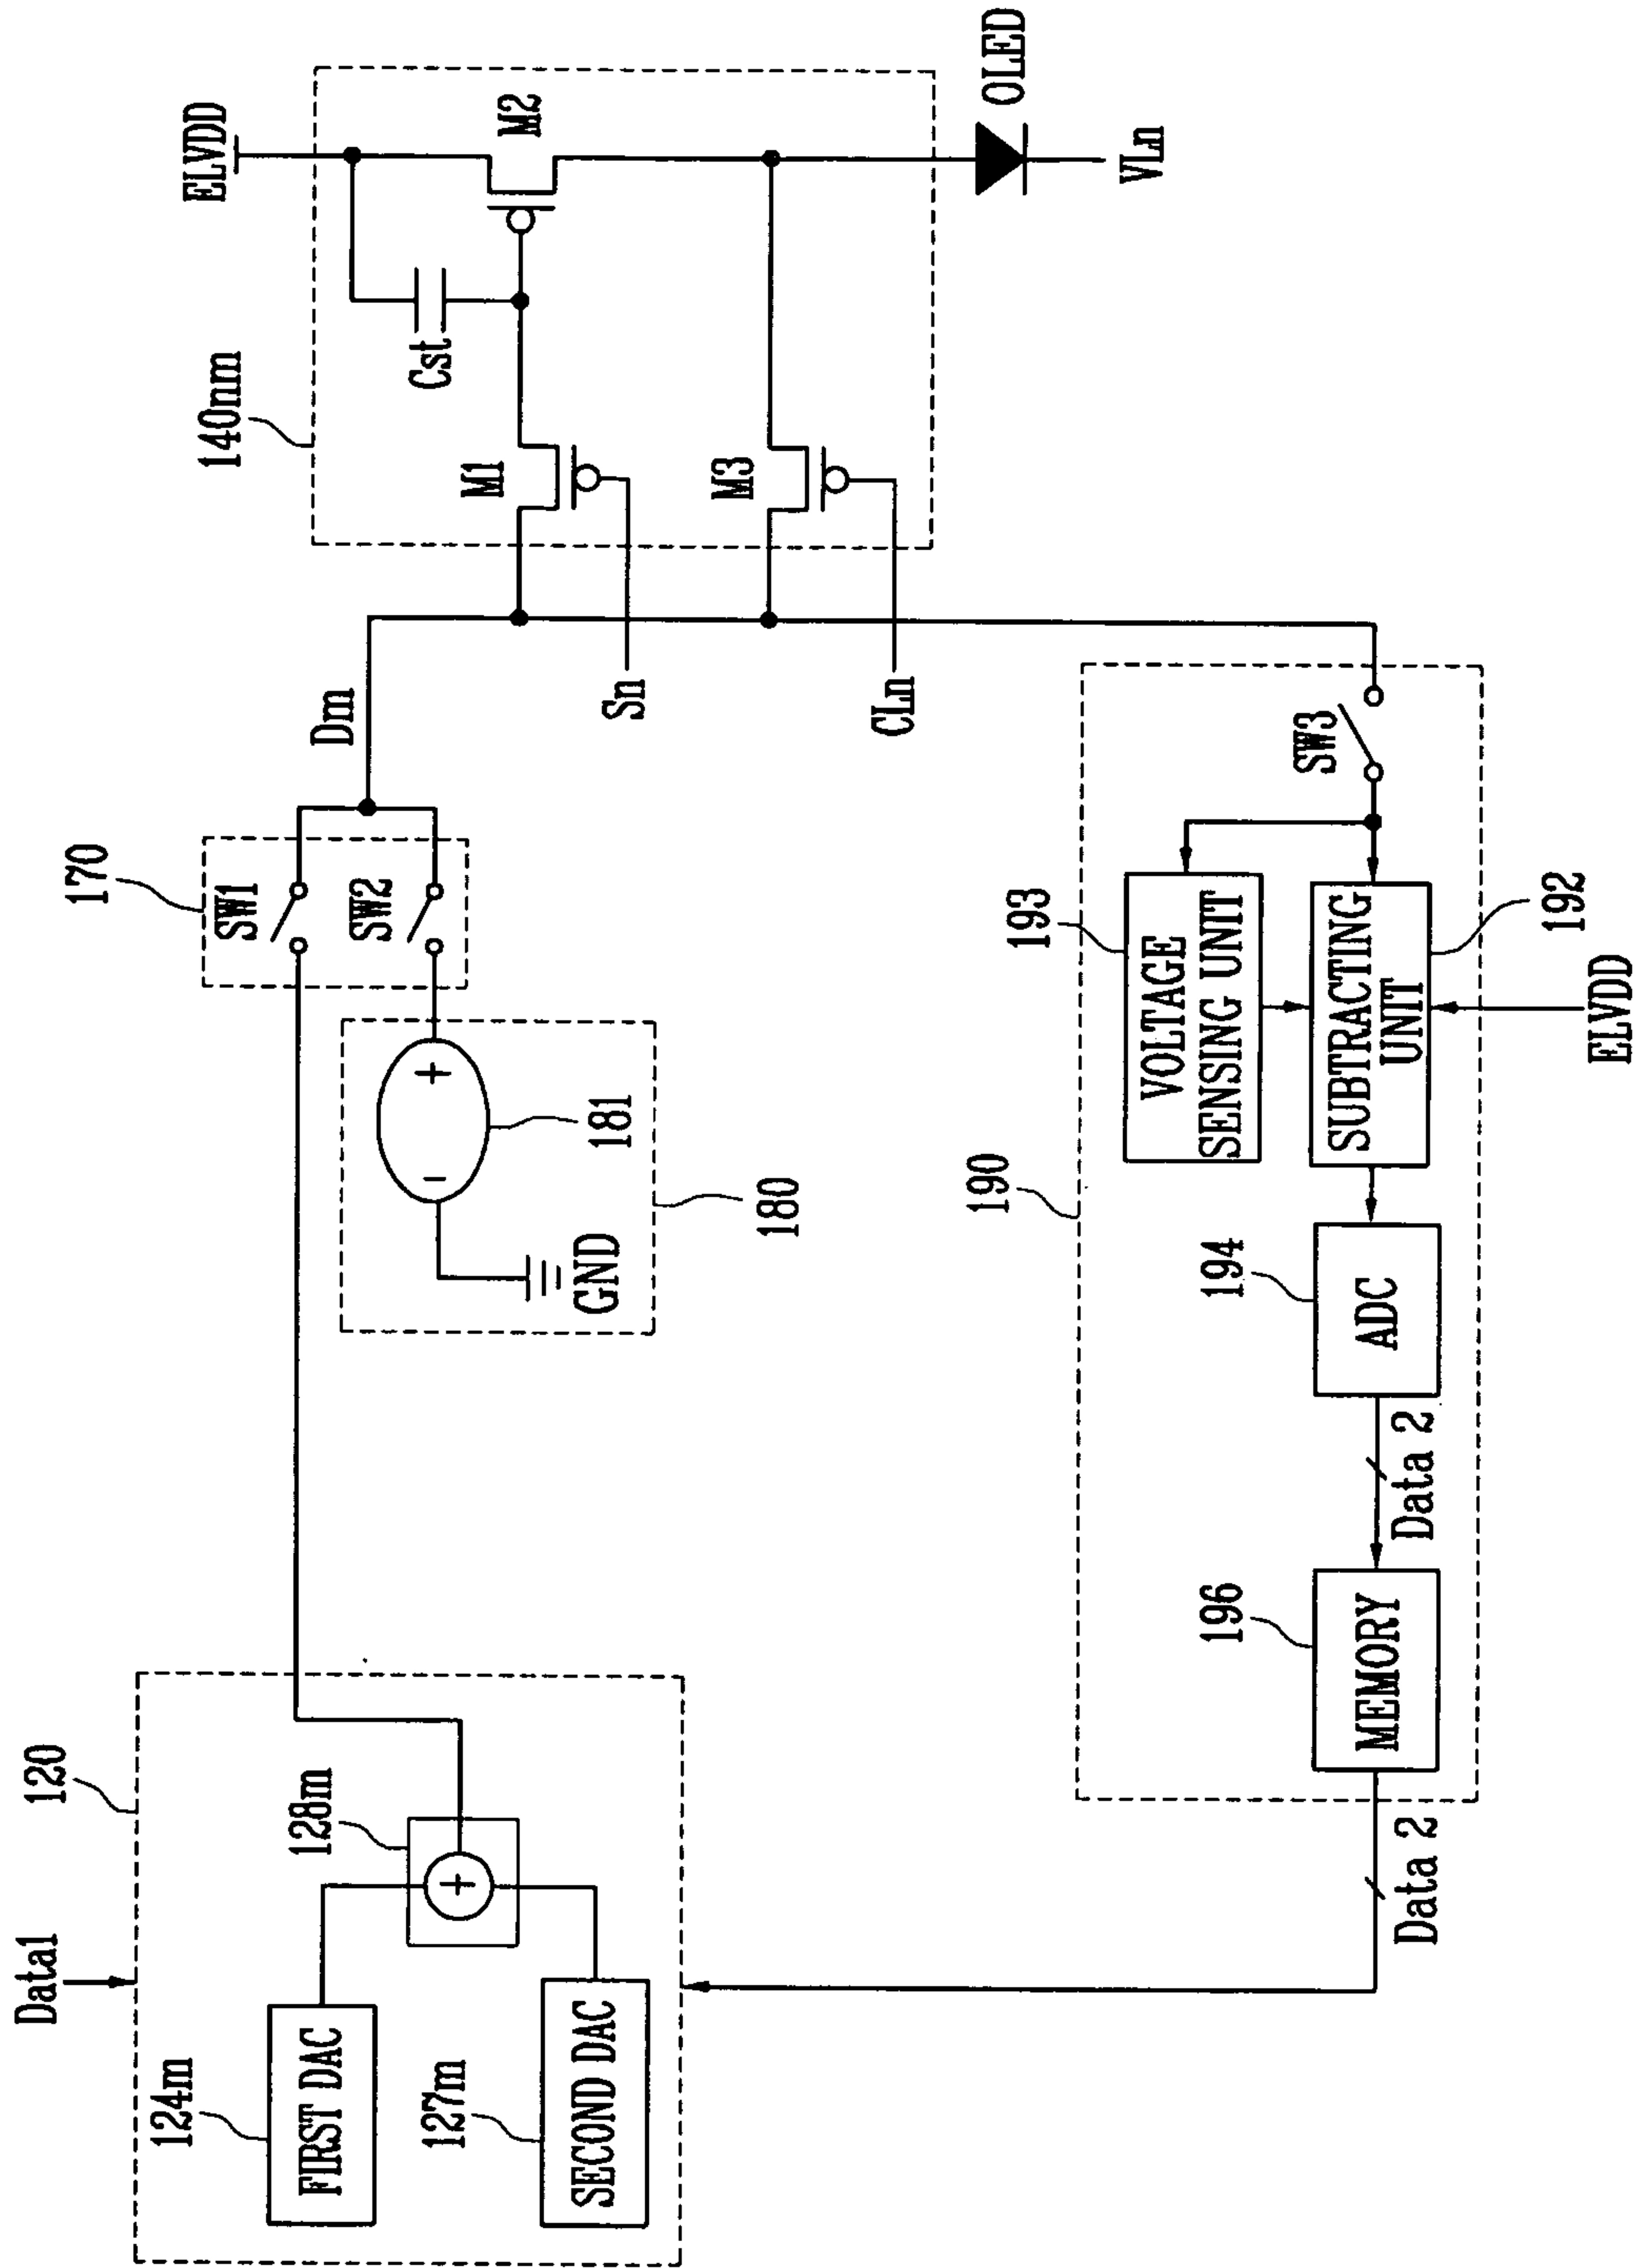 Data1
120
124m
FIRST DAC
127m
SECOND DAC
128m
+
170
SW1
SW2
Dm
+
-
181
180
GND
Sn
CLn
140nm
ELVDD
Cst
M1
M2
M3
OLED
VLn
190
SW3
193
VOLTAGE
SENSING UNIT
SUBTRACTING
UNIT
192
ELVDD
194
ADC
Data 2
196
MEMORY
Data 2